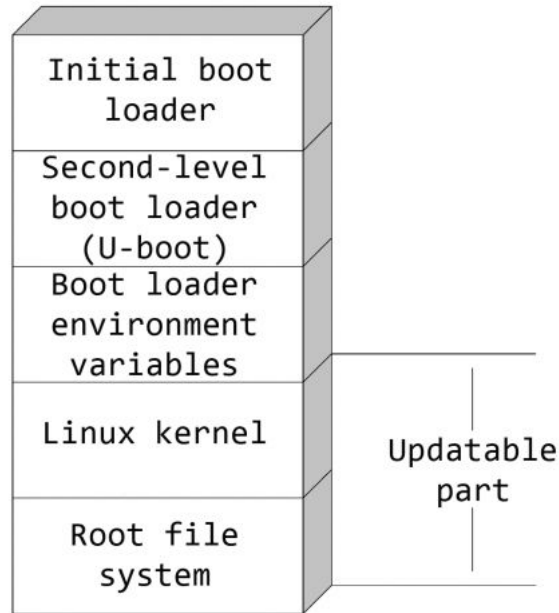 Initial boot
loader
Second-level
boot loader
(U-boot)
Boot loader
environment
variables
Linux kernel
Updatable
part
Root file
system